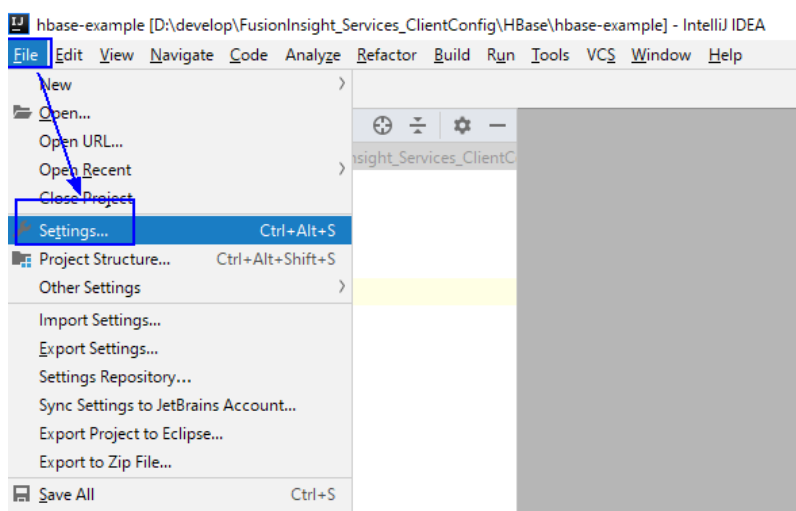 hbase-example [D:\develop\FusionInsight_Services_ClientConfig\HBase\hbase-example] - IntelliJ IDEA
File Edit View Navigate Code Analyze Refactor Build Run Tools VCS Window Help
New
Open...
Open URL...
nsight_Services_ClientC
Open Recent
Close Project
Settings... Ctrl+Alt+S
Project Structure... Ctrl+Alt+Shift+S
Other Settings
Import Settings...
Export Settings...
Settings Repository...
Sync Settings to JetBrains Account...
Export Project to Eclipse...
Export to Zip File...
Save All Ctrl+S